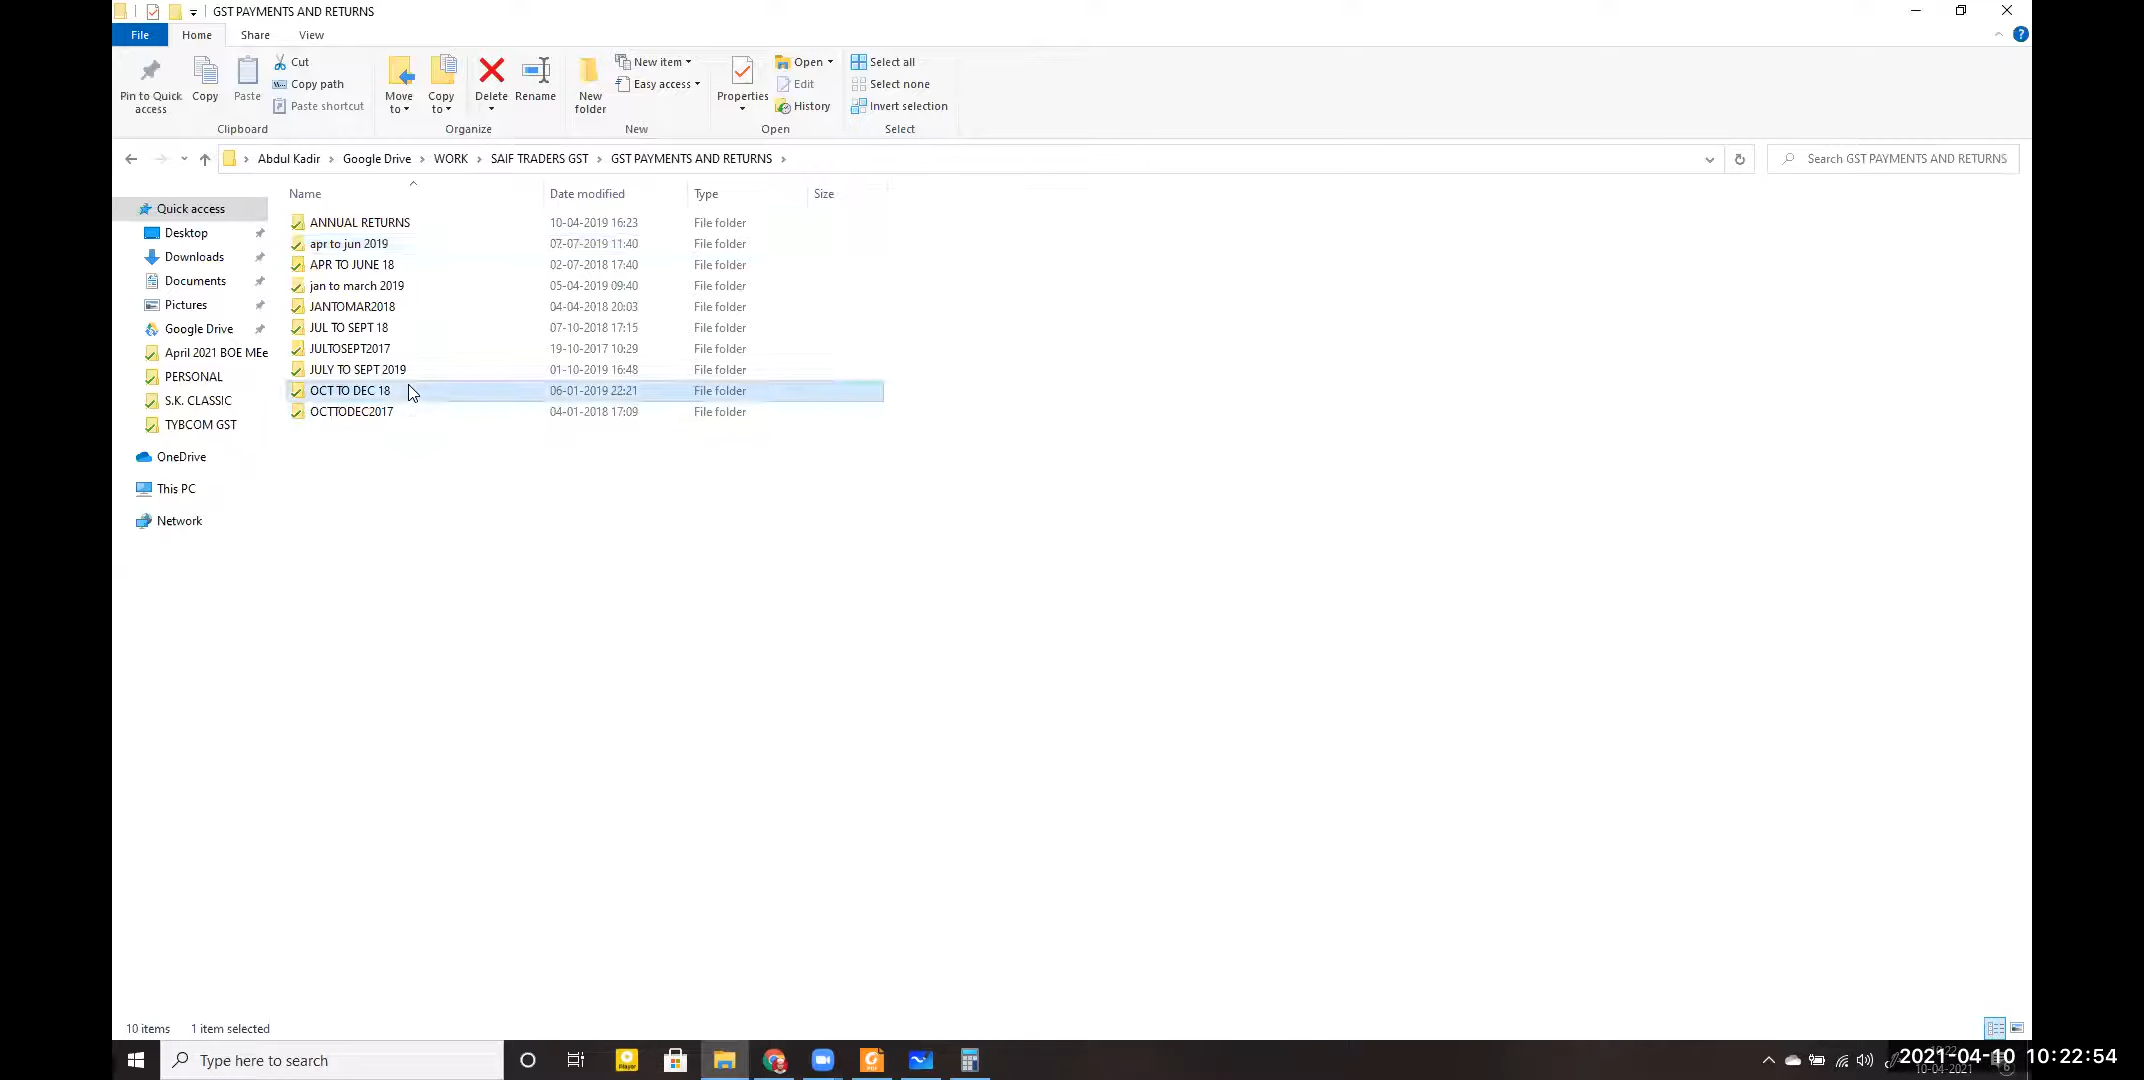 GST PAYMENTS AND RETURNS
File Home Share View
Pin to Quick access
Copy
Paste
Cut
Copy path
Paste shortcut
Move to
Copy to
Delete
Rename
New folder
New item
Easy access
Properties
Open
Edit
History
Select all
Select none
Invert selection
Clipboard Organize New Open Select
Abdul Kadir Google Drive WORK SAIF TRADERS GST GST PAYMENTS AND RETURNS
Search GST PAYMENTS AND RETURNS
Quick access
Desktop
Downloads
Documents
Pictures
Google Drive
April 2021 BOE MEe
PERSONAL
S.K. CLASSIC
TYBCOM GST
OneDrive
This PC
Network
Name Date modified Type Size
ANNUAL RETURNS 10-04-2019 16:23 File folder
apr to jun 2019 07-07-2019 11:40 File folder
APR TO JUNE 18 02-07-2018 17:40 File folder
jan to march 2019 05-04-2019 09:40 File folder
JANTOMAR2018 04-04-2018 20:03 File folder
JUL TO SEPT 18 07-10-2018 17:15 File folder
JULTOSEPT2017 19-10-2017 10:29 File folder
JULY TO SEPT 2019 01-10-2019 16:48 File folder
OCT TO DEC 18 06-01-2019 22:21 File folder
OCTTODEC2017 04-01-2018 17:09 File folder
10 items 1 item selected
Type here to search
2021-04-10 10:22:54
10-04-2021